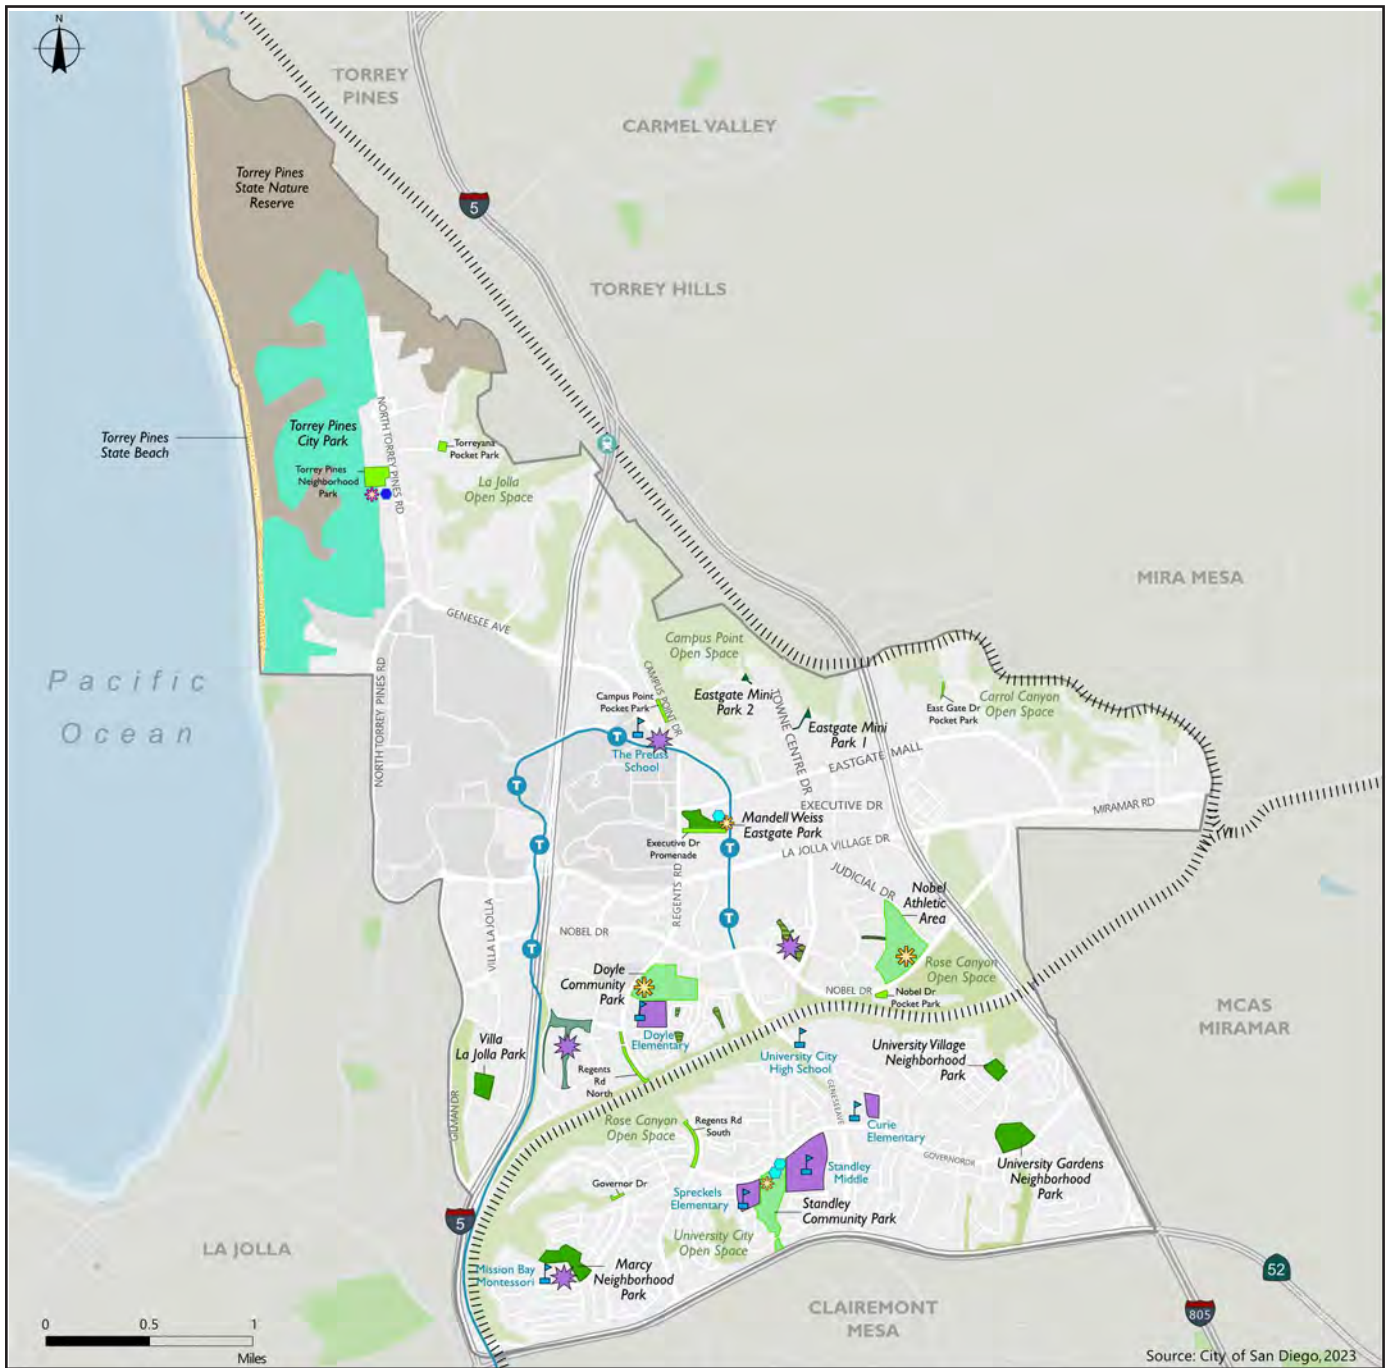 N
TORREY
PINES
CARMEL VALLEY
Torrey Pines
State Nature
Reserve
5
TORREY HILLS
Torrey Pines
State Beach
Torrey Pines
City Park
NORTH TORREY PINES RD
Torreyana
Pocket Park
Torrey Pines
Neighborhood
Park
La Jolla
Open Space
MIRA MESA
GENESEE AVE
Pacific
Ocean
NORTH TORREY PINES RD
Campus Point
Open Space
CAMPUS POINT DR
Campus Point
Pocket Park
Eastgate Mini
Park 2
TOWNE CENTRE DR
Eastgate Mini
Park 1
East Gate Dr
Pocket Park
Carrol Canyon
Open Space
T
The Preuss
School
EASTGATE MALL
T
EXECUTIVE DR
MIRAMAR RD
Mandell Weiss
Eastgate Park
Executive Dr
Promenade
T
T
LA JOLLA VILLAGE DR
JUDICIAL DR
REGENTS RD
Nobel
Athletic
Area
VILLA LA JOLLA
T
NOBEL DR
T
Rose Canyon
Open Space
Doyle
Community
Park
NOBEL DR
Nobel Dr
Pocket Park
MCAS
MIRAMAR
Doyle
Elementary
Villa
La Jolla Park
University City
High School
University Village
Neighborhood
Park
Regents
Rd
North
GENESEE AVE
GILMAN DR
Rose Canyon
Open Space
Regents Rd
South
Curie
Elementary
GOVERNOR DR
University Gardens
Neighborhood
Park
Standley
Middle
Governor Dr
Spreckels
Elementary
Standley
Community Park
5
University City
Open Space
LA JOLLA
Mission Bay
Montessori
Marcy
Neighborhood
Park
52
CLAIREMONT
MESA
805
0 0.5 1
Miles
Source: City of San Diego, 2023